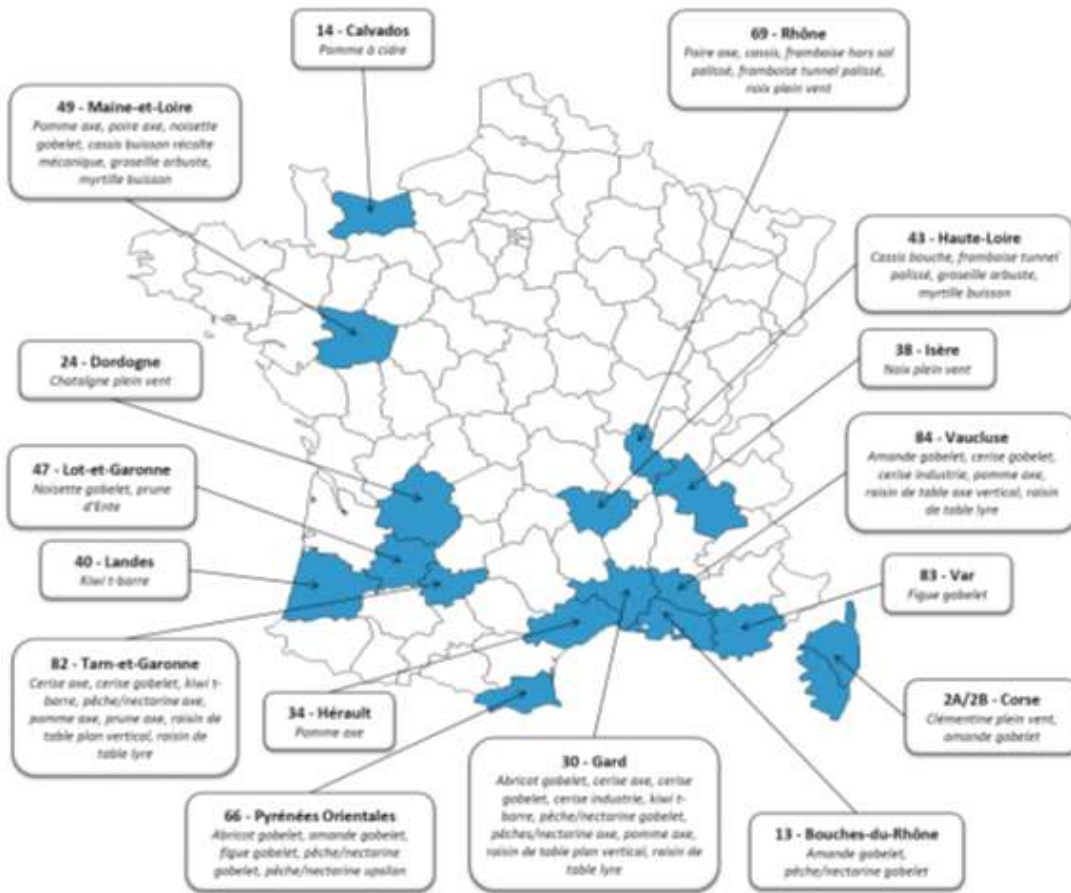 14 - Calvados
Pomme à cidre
69 - Rhône
Poire axe, cassis, framboise hors sol
palissé, framboise tunnel palissé,
noix plein vent
49 - Maine-et-Loire
Pomme axe, poire axe, noisette
gobelet, cassis buisson récolte
mécanique, groseille arbuste,
myrtille buisson
43 - Haute-Loire
Cassis bouche, framboise tunnel
palissé, groseille arbuste,
myrtille buisson
24 - Dordogne
Chataîgne plein vent
38 - Isère
Noix plein vent
84 - Vaucluse
Amande gobelet, cerise gobelet,
cerise industrie, pomme axe,
raisin de table axe vertical, raisin
de table lyre
47 - Lot-et-Garonne
Noisette gobelet, prune
d'Ente
40 - Landes
Kiwi t-barre
83 - Var
Figue gobelet
82 - Tarn-et-Garonne
Cerise axe, cerise gobelet, kiwi t-
barre, pêche/nectarine axe,
pomme axe, prune axe, raisin de
table plan vertical, raisin de
table lyre
34 - Hérault
Pomme axe
2A/2B - Corse
Clémentine plein vent,
amande gobelet
30 - Gard
Abricot gobelet, cerise axe, cerise
gobelet, cerise industrie, kiwi t-
barre, pêche/nectarine gobelet,
pêches/nectarine axe, pomme axe,
raisin de table plan vertical, raisin de
table lyre
66 - Pyrénées Orientales
Abricot gobelet, amande gobelet,
figue gobelet, pêche/nectarine
gobelet, pêche/nectarine upsilon
13 - Bouches-du-Rhône
Amande gobelet,
pêche/nectarine gobelet